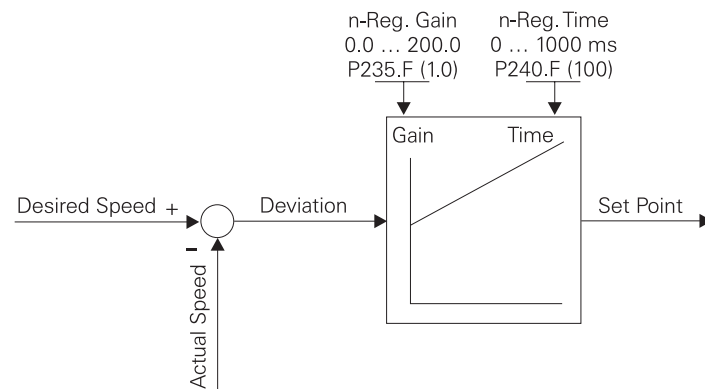 n-Reg. Gain
0.0 ... 200.0
P235.F (1.0)
n-Reg. Time
0 ... 1000 ms
P240.F (100)
Gain
Time
Desired Speed +
Deviation
Set Point
–
Actual Speed